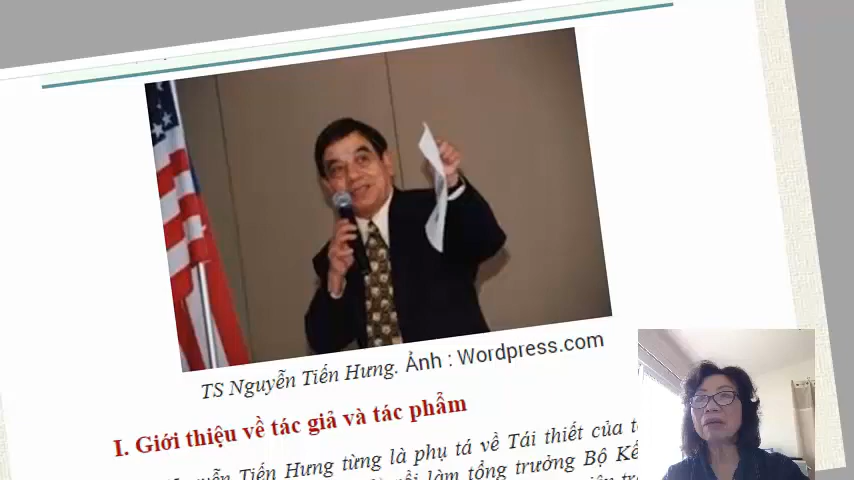 TS Nguyễn Tiến Hưng. Ảnh : Wordpress.com
I. Giới thiệu về tác giả và tác phẩm
Tiến Hưng từng là phụ tá về Tái thiết của
rồi làm tổng trưởng Bộ Kế